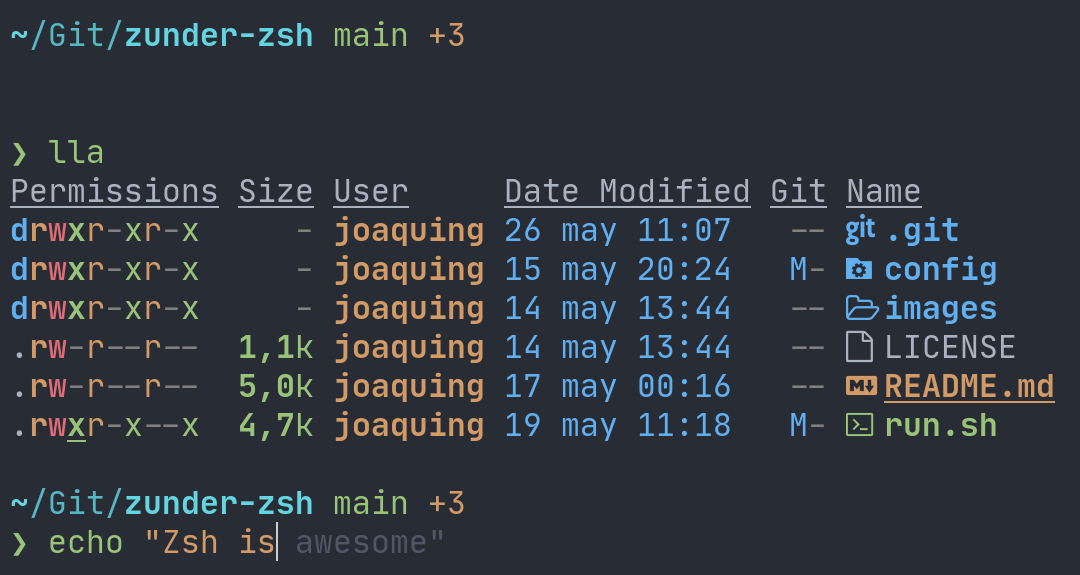 ~/Git/zunder-zsh main +3
❯ lla
Permissions Size User     Date Modified Git Name
drwxr-xr-x     - joaquing 26 may 11:07   -- .git
drwxr-xr-x     - joaquing 15 may 20:24   M- config
drwxr-xr-x     - joaquing 14 may 13:44   -- images
.rw-r--r--  1,1k joaquing 14 may 13:44   -- LICENSE
.rw-r--r--  5,0k joaquing 17 may 00:16   -- README.md
.rwxr-x--x  4,7k joaquing 19 may 11:18   M- run.sh
~/Git/zunder-zsh main +3
❯ echo "Zsh is awesome"